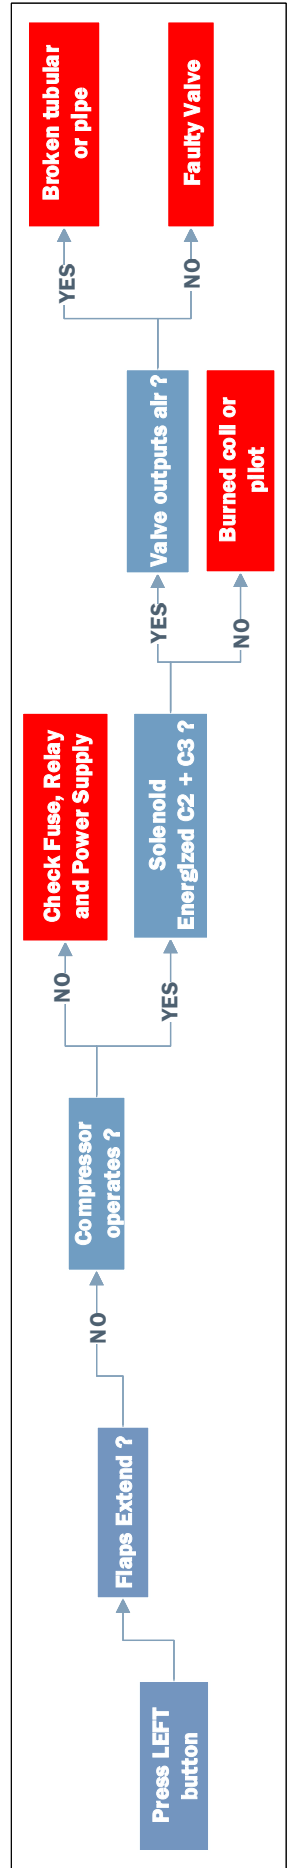 Press LEFT
button
Flaps Extend ?
NO
Compressor
operates ?
NO
Check Fuse, Relay
and Power Supply
YES
Solenoid
Energized C2 + C3 ?
YES
Valve outputs air ?
NO
Burned coil or
pilot
YES
Broken tubular
or pipe
NO
Faulty Valve